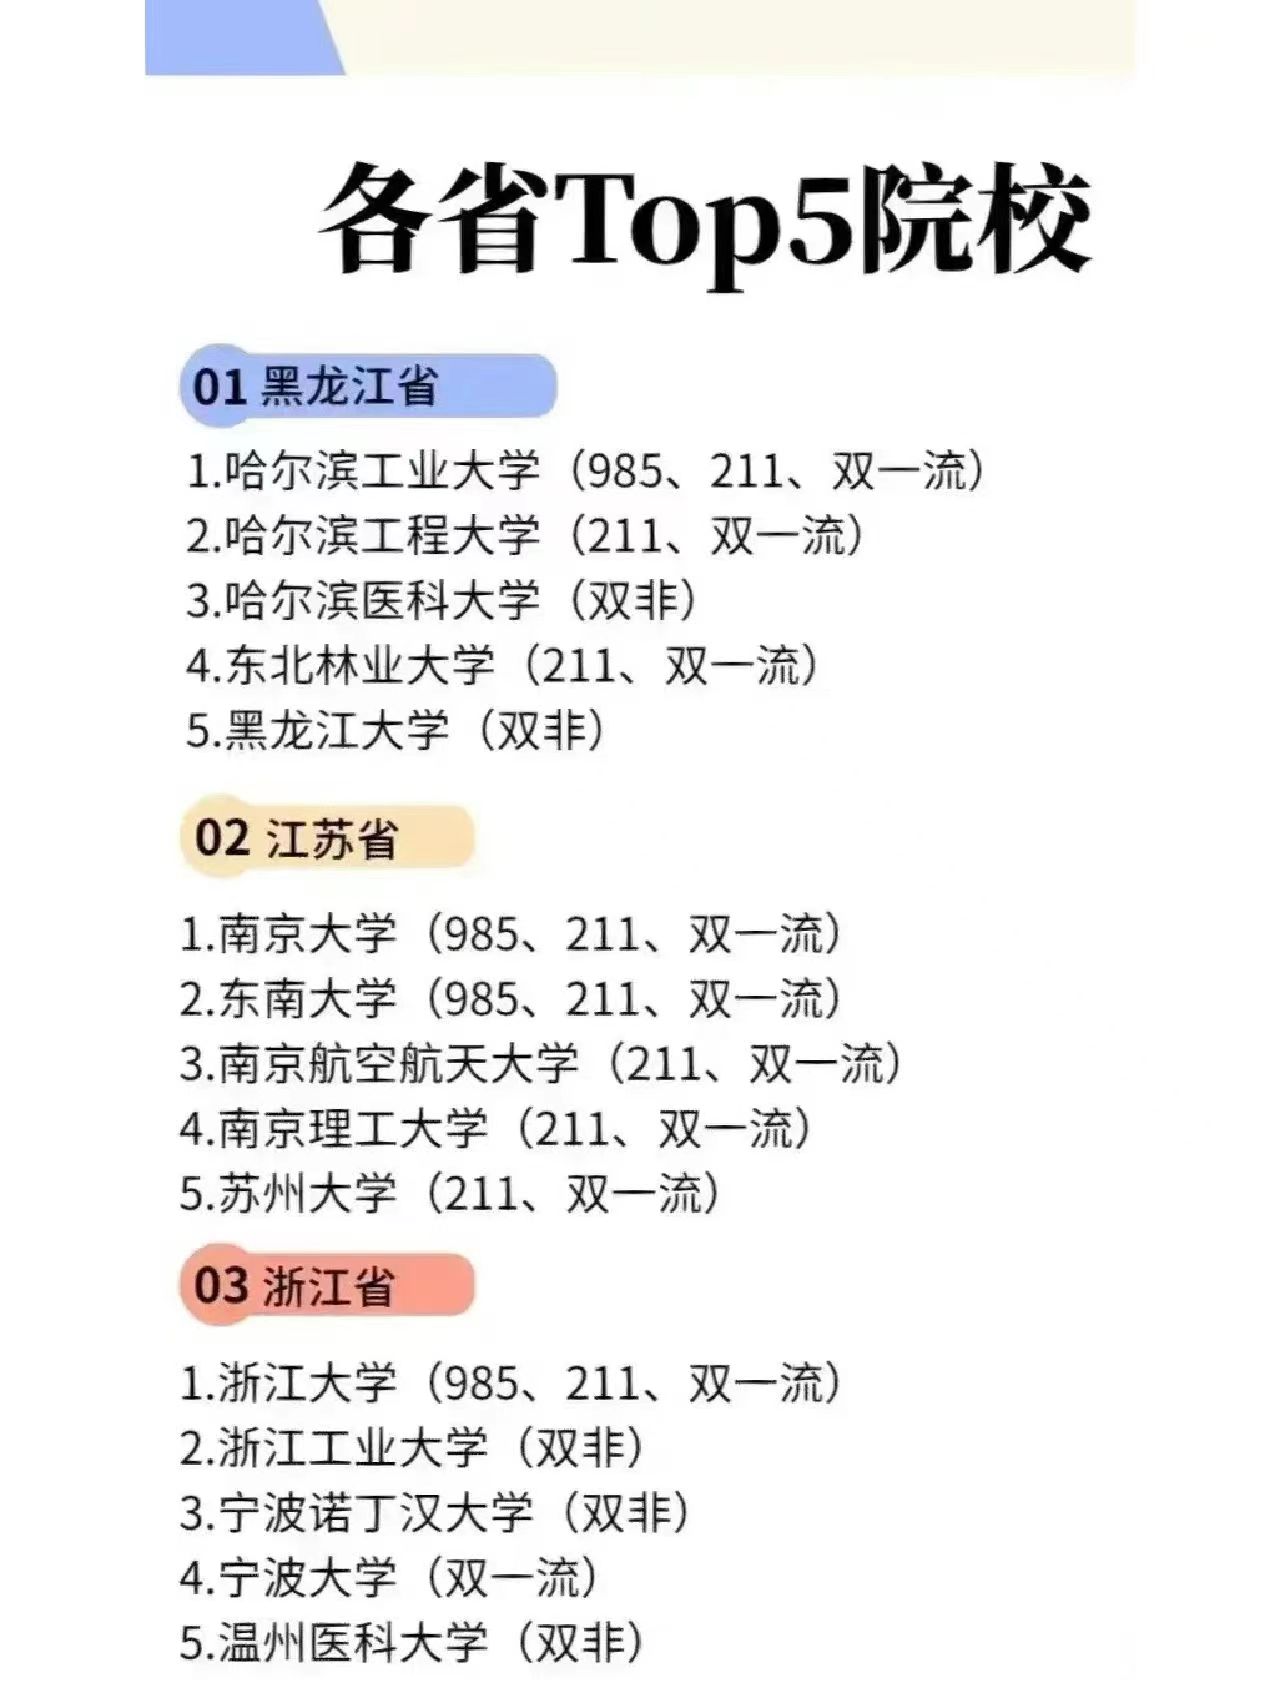 各省Top5院校
01 黑龙江省
1.哈尔滨工业大学（985、211、双一流）
2.哈尔滨工程大学（211、双一流）
3.哈尔滨医科大学（双非）
4.东北林业大学（211、双一流）
5.黑龙江大学（双非）
02 江苏省
1.南京大学（985、211、双一流）
2.东南大学（985、211、双一流）
3.南京航空航天大学（211、双一流）
4.南京理工大学（211、双一流）
5.苏州大学（211、双一流）
03 浙江省
1.浙江大学（985、211、双一流）
2.浙江工业大学（双非）
3.宁波诺丁汉大学（双非）
4.宁波大学（双一流）
5.温州医科大学（双非）